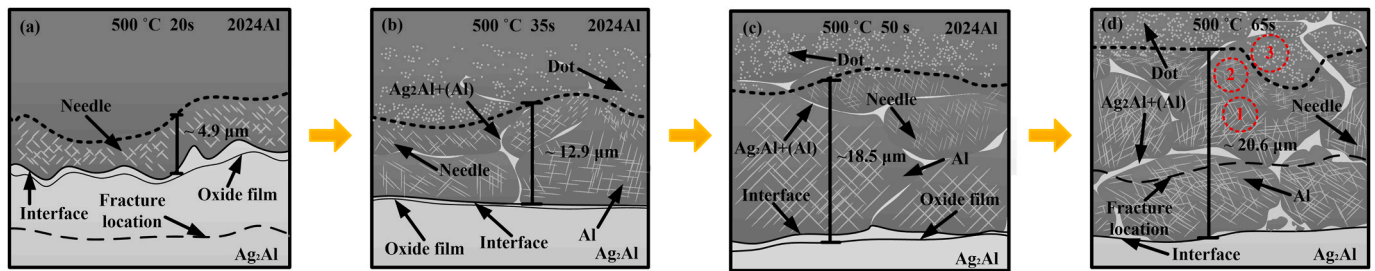 (a) 500 ˚C 20s 2024Al
Needle
~ 4.9 μm
Interface
Oxide film
Fracture
location
Ag₂Al
(b) 500 ˚C 35s 2024Al
Dot
Ag₂Al+(Al)
~ 12.9 μm
Needle
Oxide film
Interface
Al
Ag₂Al
(c) 500 ˚C 50 s 2024Al
Dot
Needle
Ag₂Al+(Al)
~18.5 μm
Al
Interface
Oxide film
Ag₂Al
(d) 500 ˚C 65s 2024Al
Dot
3
2
1
Ag₂Al+(Al)
Needle
~ 20.6 μm
Fracture
location
Al
Interface
Ag₂Al